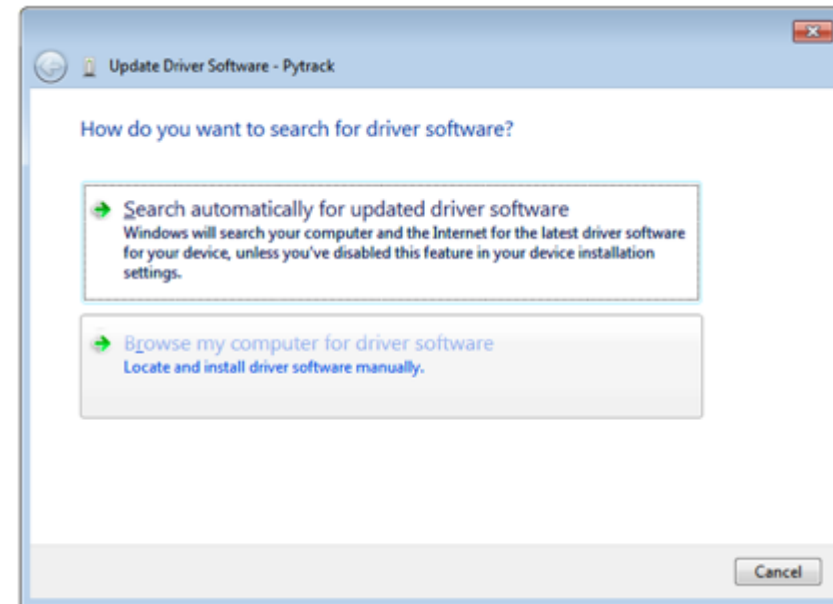 Update Driver Software - Pytrack
How do you want to search for driver software?
Search automatically for updated driver software
Windows will search your computer and the Internet for the latest driver software
for your device, unless you've disabled this feature in your device installation
settings.
Browse my computer for driver software
Locate and install driver software manually.
Cancel